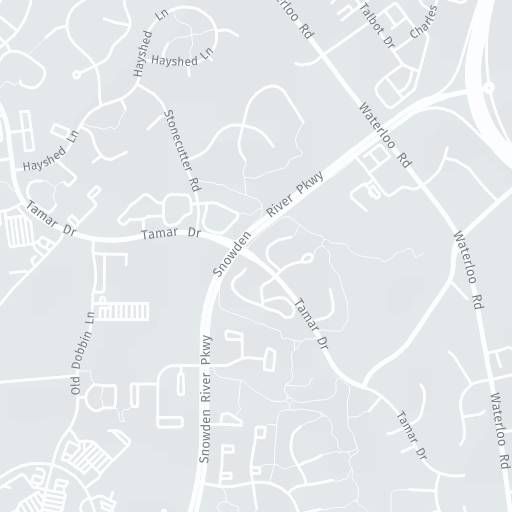 Hayshed Ln
Hayshed Ln
Hayshed Ln
Stonecutter Rd
erloo Rd
Talbot Dr
Charles
Waterloo Rd
Snowden River Pkwy
Tamar Dr
Tamar Dr
Waterloo Rd
Tamar Dr
Old Dobbin Ln
Snowden River Pkwy
Tamar Dr
Waterloo Rd